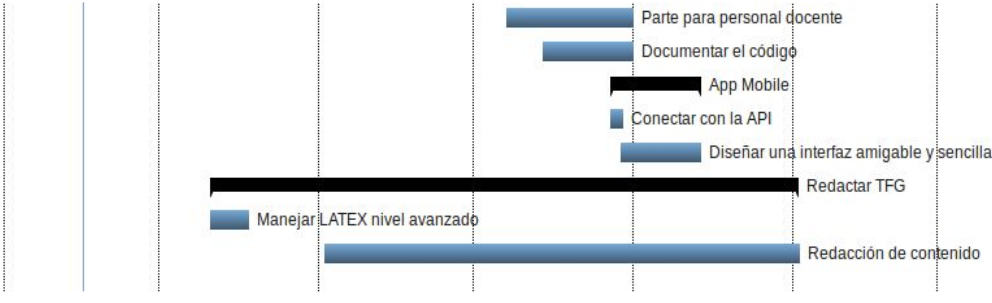 Parte para personal docente
Documentar el código
App Mobile
Conectar con la API
Diseñar una interfaz amigable y sencilla
Redactar TFG
Manejar LATEX nivel avanzado
Redacción de contenido